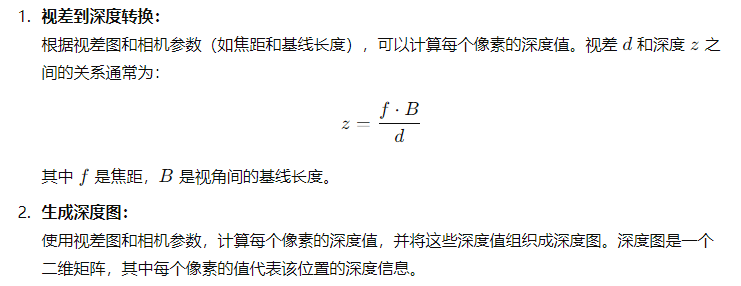 1. 视差到深度转换：
根据视差图和相机参数（如焦距和基线长度），可以计算每个像素的深度值。视差 d 和深度 z 之
间的关系通常为：
z = \frac{f \cdot B}{d}
其中 f 是焦距，B 是视角间的基线长度。
2. 生成深度图：
使用视差图和相机参数，计算每个像素的深度值，并将这些深度值组织成深度图。深度图是一个
二维矩阵，其中每个像素的值代表该位置的深度信息。